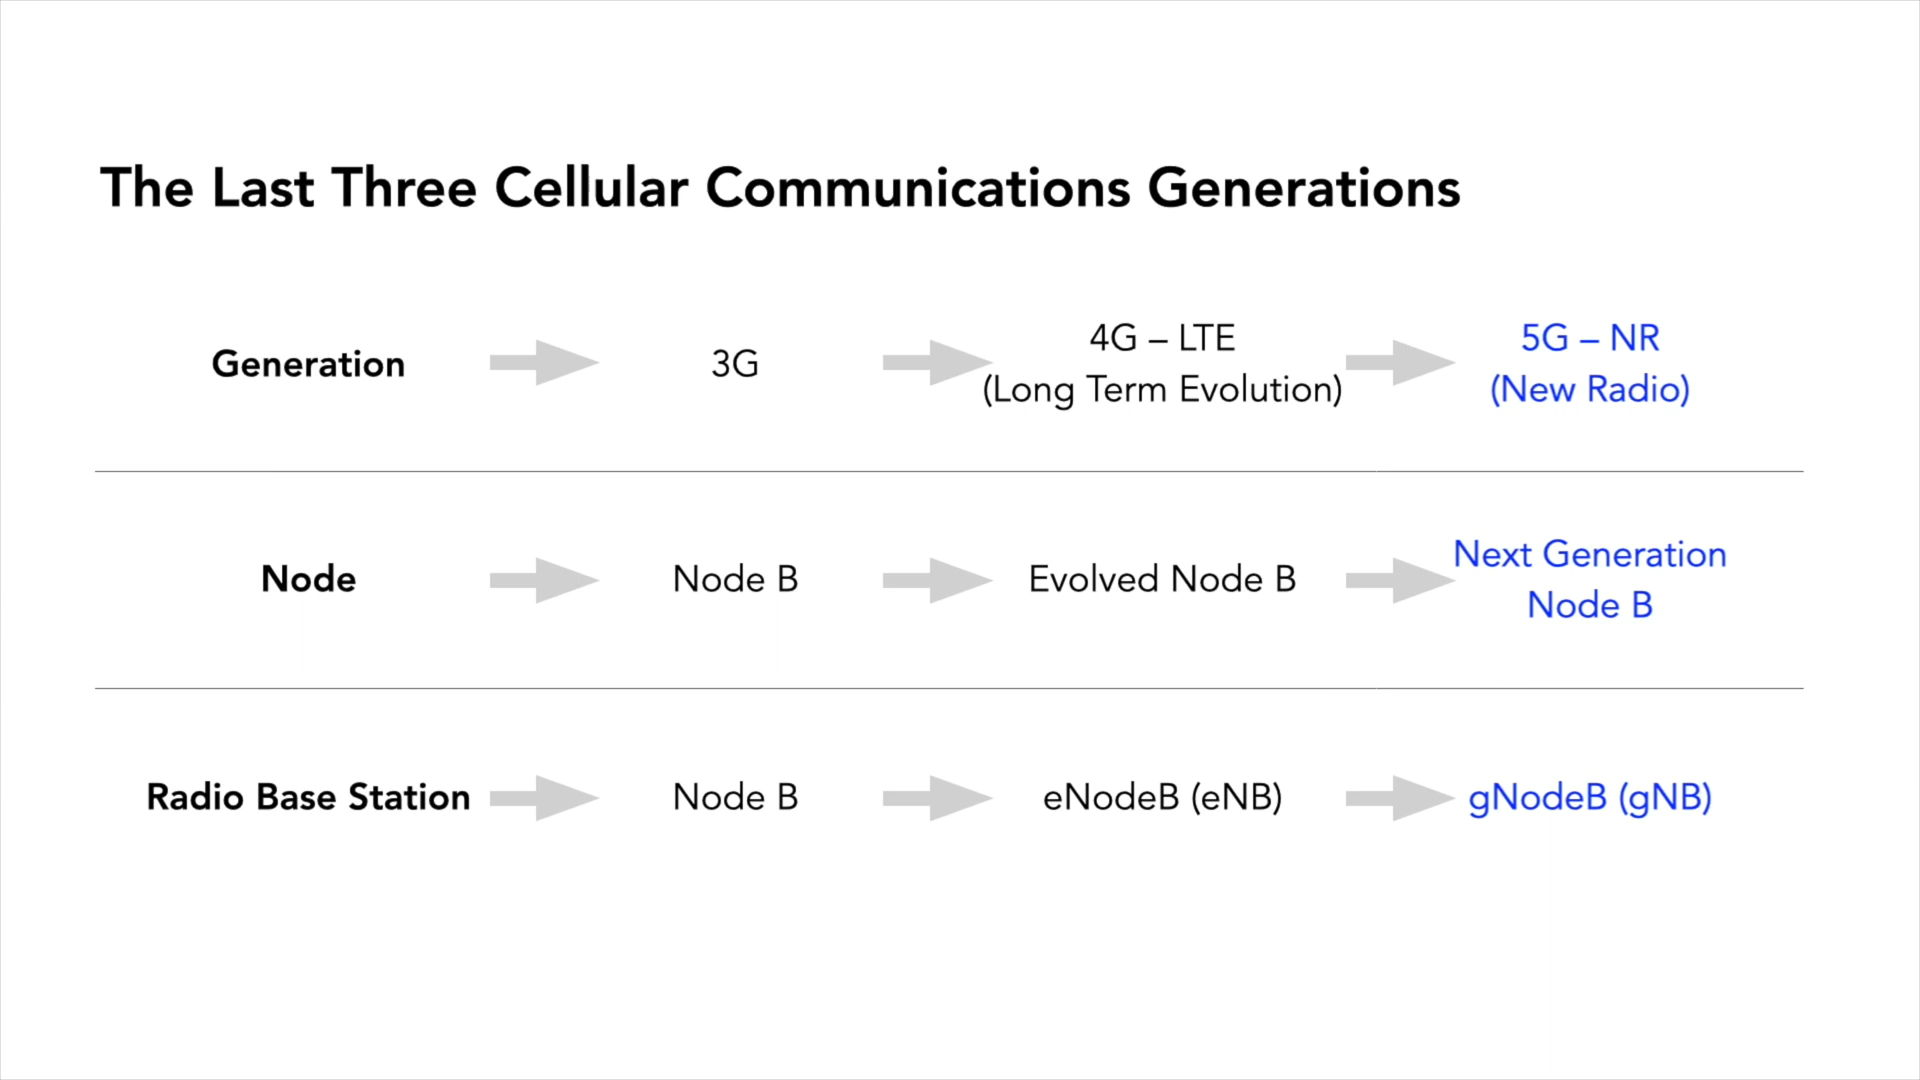 The Last Three Cellular Communications Generations
Generation
3G
4G – LTE
(Long Term Evolution)
5G – NR
(New Radio)
Node
Node B
Evolved Node B
Next Generation
Node B
Radio Base Station
Node B
eNodeB (eNB)
gNodeB (gNB)